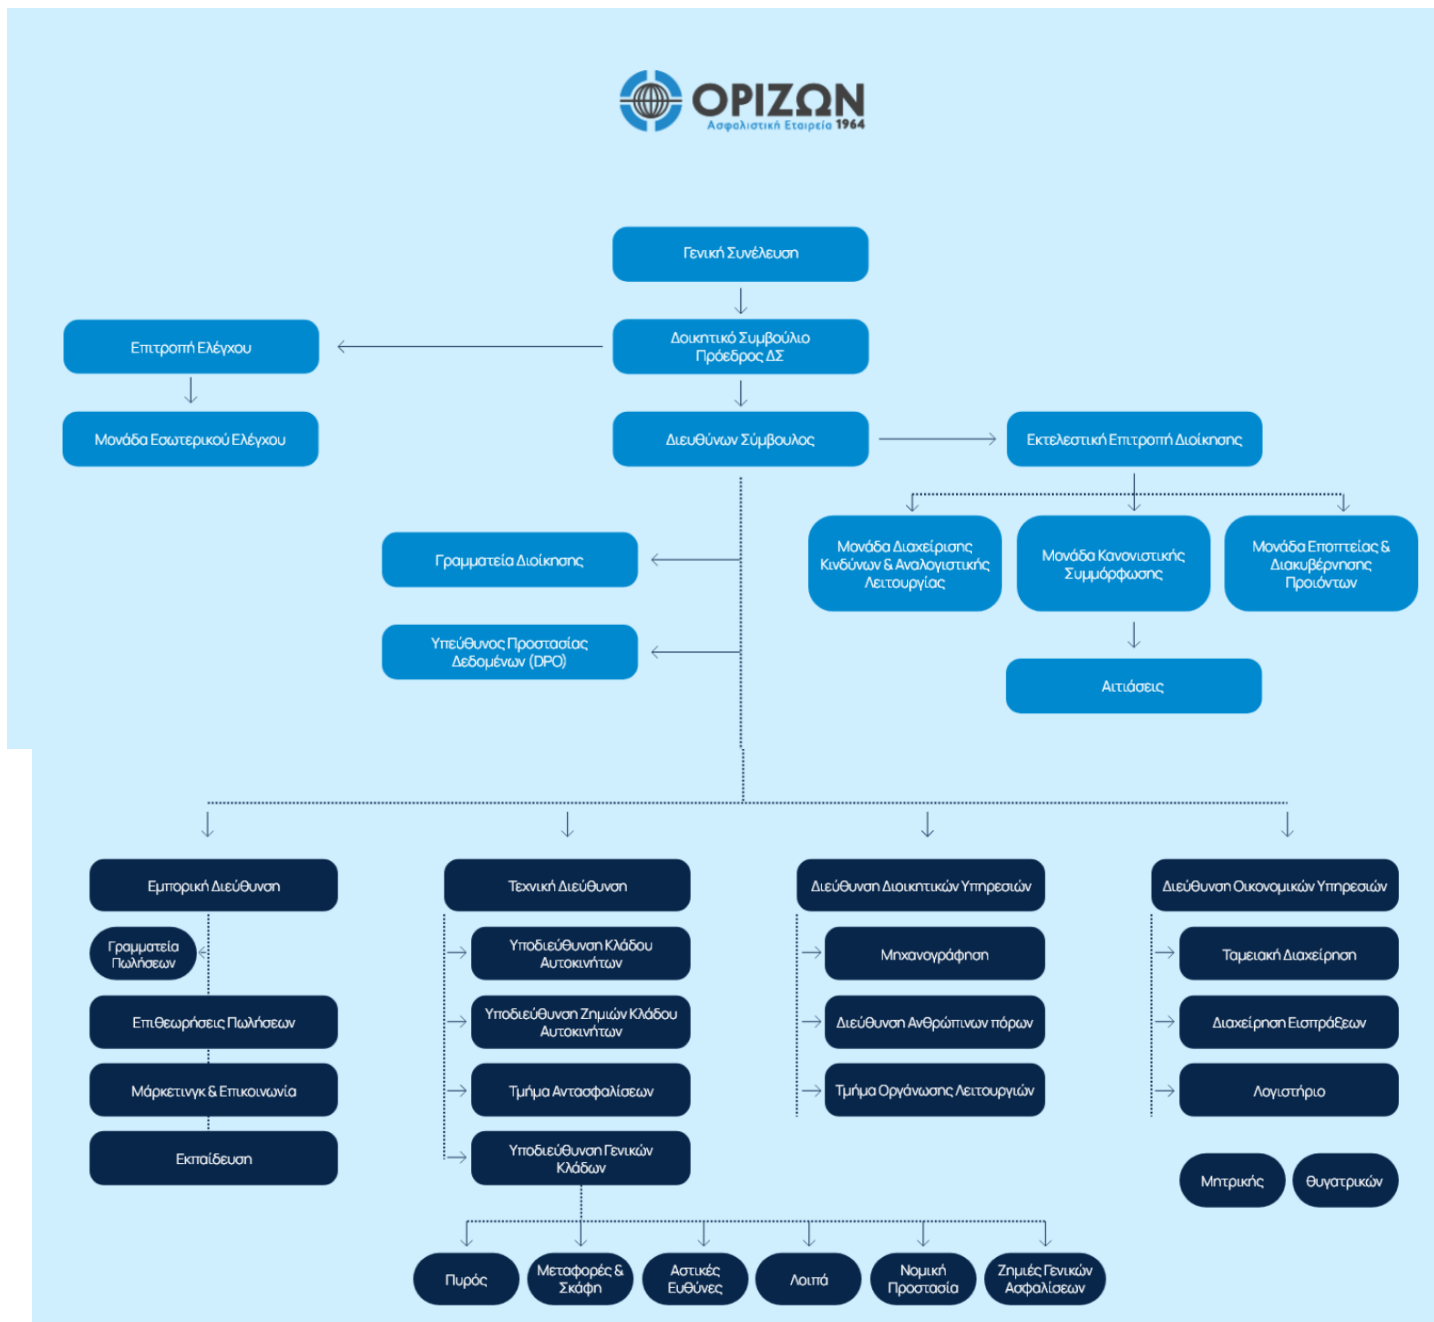 ΟΡΙΖΩΝ
Ασφαλιστική Εταιρεία 1964
Γενική Συνέλευση
Επιτροπή Ελέγχου
Δοικητικό Συμβούλιο
Πρόεδρος ΔΣ
Μονάδα Εσωτερικού Ελέγχου
Διευθύνων Σύμβουλος
Εκτελεστική Επιτροπή Διοίκησης
Γραμματεία Διοίκησης
Μονάδα Διαχείρισης
Κινδύνων & Αναλογιστικής
Λειτουργίας
Μονάδα Κανονιστικής
Συμμόρφωσης
Μονάδα Εποπτείας &
Διακυβέρνησης
Προιόντων
Υπεύθυνος Προστασίας
Δεδομένων (DPO)
Αιτιάσεις
Εμπορική Διεύθυνση
Τεχνική Διεύθυνση
Διεύθυνση Διοικητικών Υπηρεσιών
Διεύθυνση Οικονομικών Υπηρεσιών
Γραμματεία
Πωλήσεων
Υποδιεύθυνση Κλάδου
Αυτοκινήτων
Μηχανογράφηση
Ταμειακή Διαχείρηση
Επιθεωρήσεις Πωλήσεων
Υποδιεύθυνση Ζημιών Κλάδου
Αυτοκινήτων
Διεύθυνση Ανθρώπινων πόρων
Διαχείρηση Εισπράξεων
Μάρκετινγκ & Επικοινωνία
Τμήμα Αντασφαλίσεων
Τμήμα Οργάνωσης Λειτουργιών
Λογιστήριο
Εκπαίδευση
Υποδιεύθυνση Γενικών
Κλάδων
Μητρικής
θυγατρικών
Πυρός
Μεταφορές &
Σκάφη
Αστικές
Ευθύνες
Λοιπά
Νομική
Προστασία
Ζημιές Γενικών
Ασφαλίσεων